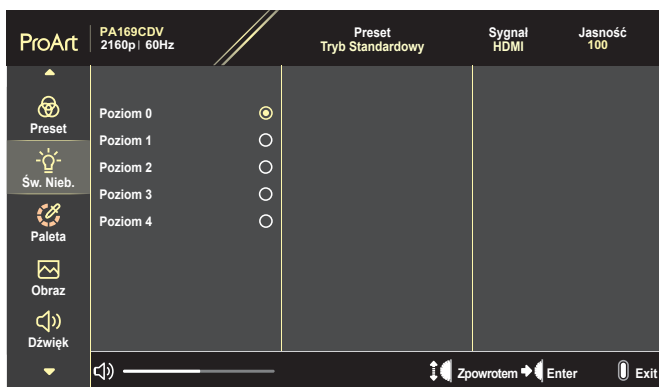 ProArt
PA169CDV
2160p | 60Hz
Preset
Tryb Standardowy
Sygnał
HDMI
Jasność
100
Preset
Św. Nieb.
Paleta
Obraz
Dźwięk
Poziom 0
Poziom 1
Poziom 2
Poziom 3
Poziom 4
Zpowrotem Enter Exit